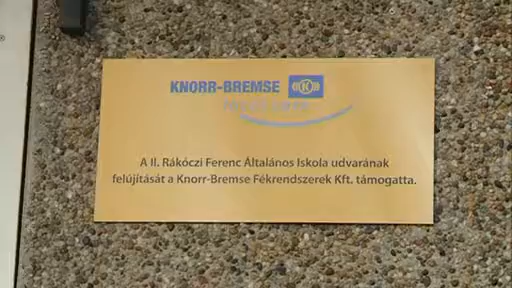 KNORR-BREMSE
A II. Rákóczi Ferenc Általános Iskola udvarának
felújítását a Knorr-Bremse Fékrendszerek Kft. támogatta.